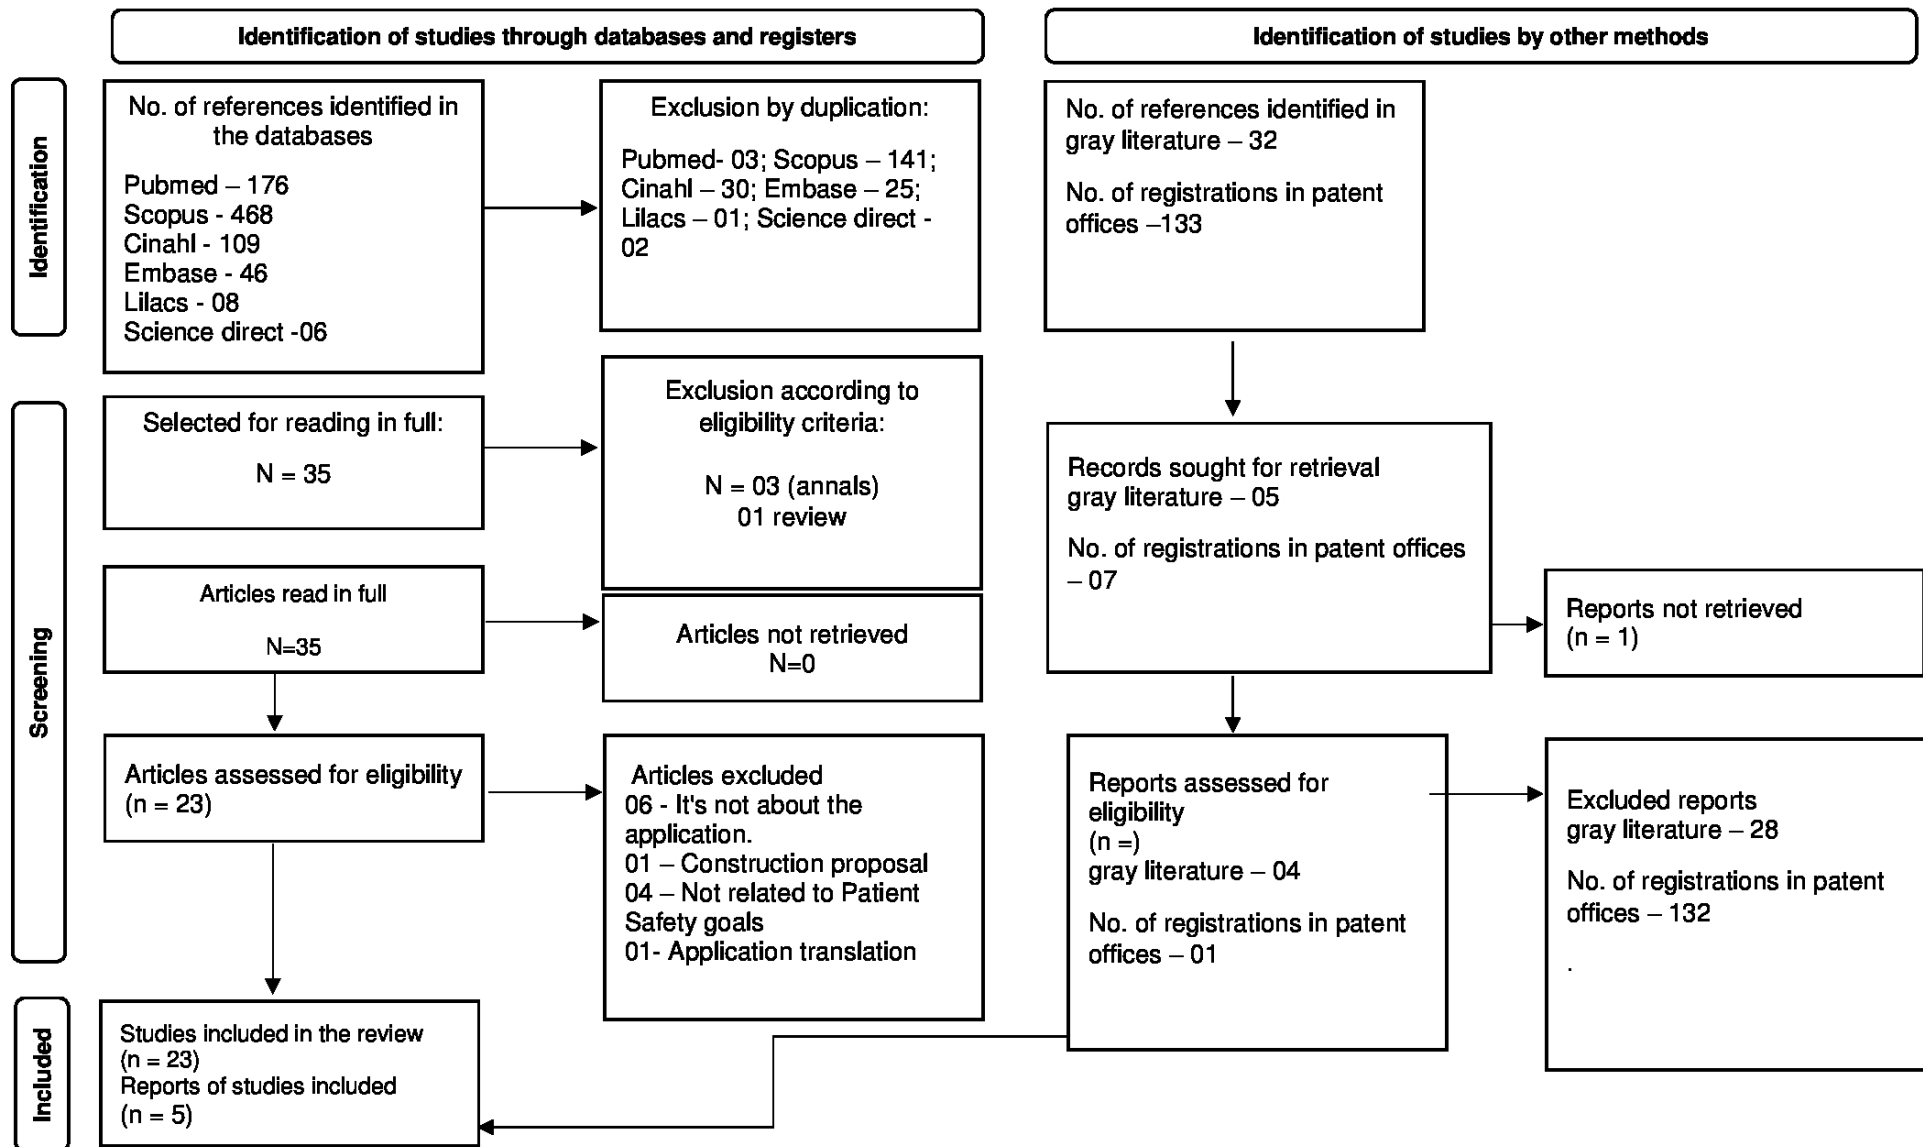 Identification of studies through databases and registers
Identification of studies by other methods
Identification
No. of references identified in
the databases
Pubmed – 176
Scopus - 468
Cinahl - 109
Embase - 46
Lilacs - 08
Science direct -06
Exclusion by duplication:
Pubmed- 03; Scopus – 141;
Cinahl – 30; Embase – 25;
Lilacs – 01; Science direct -
02
No. of references identified in
gray literature – 32
No. of registrations in patent
offices –133
Screening
Selected for reading in full:
N = 35
Exclusion according to
eligibility criteria:
N = 03 (annals)
01 review
Records sought for retrieval
gray literature – 05
No. of registrations in patent offices
– 07
Articles read in full
N=35
Articles not retrieved
N=0
Reports not retrieved
(n = 1)
Articles assessed for eligibility
(n = 23)
Articles excluded
06 - It's not about the
application.
01 – Construction proposal
04 – Not related to Patient
Safety goals
01- Application translation
Reports assessed for
eligibility
(n =)
gray literature – 04
No. of registrations in patent
offices – 01
Excluded reports
gray literature – 28
No. of registrations in patent
offices – 132
.
Included
Studies included in the review
(n = 23)
Reports of studies included
(n = 5)